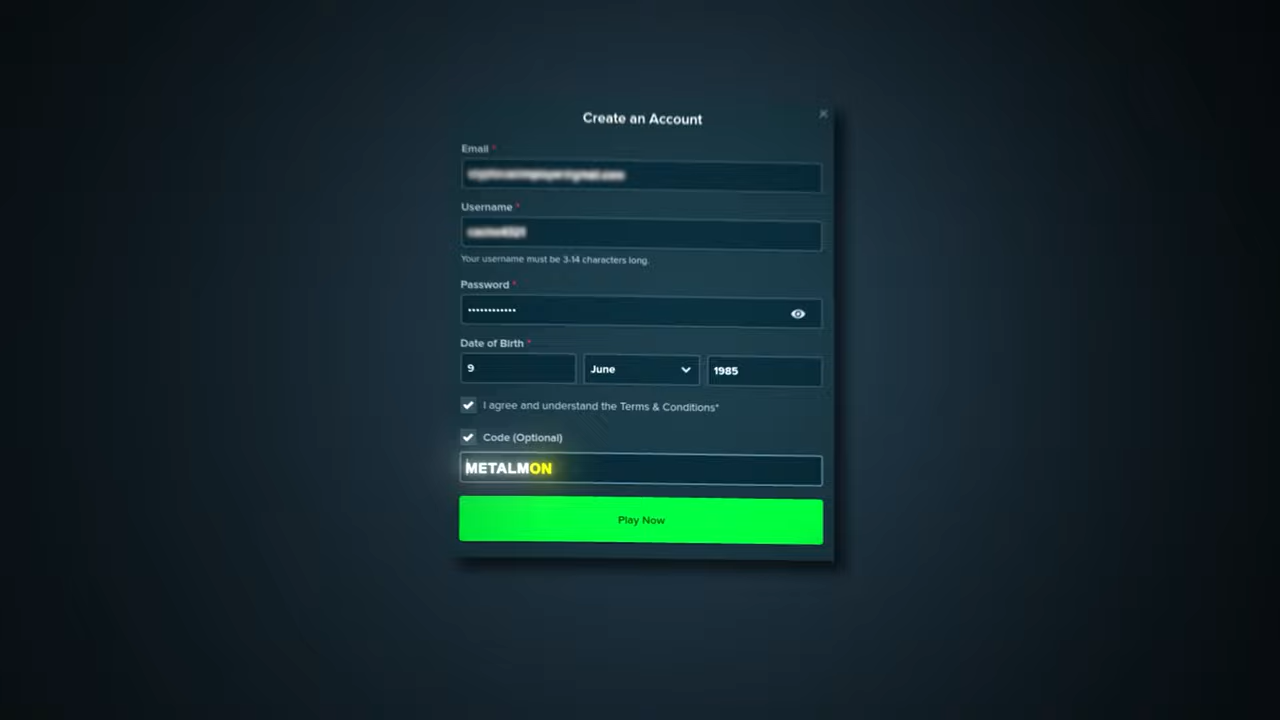 Create an Account
×
Email *
Username *
Your username must be 3-14 characters long.
Password *
••••••••••••
Date of Birth *
9 June 1985
I agree and understand the Terms & Conditions*
Code (Optional)
METALMON
Play Now